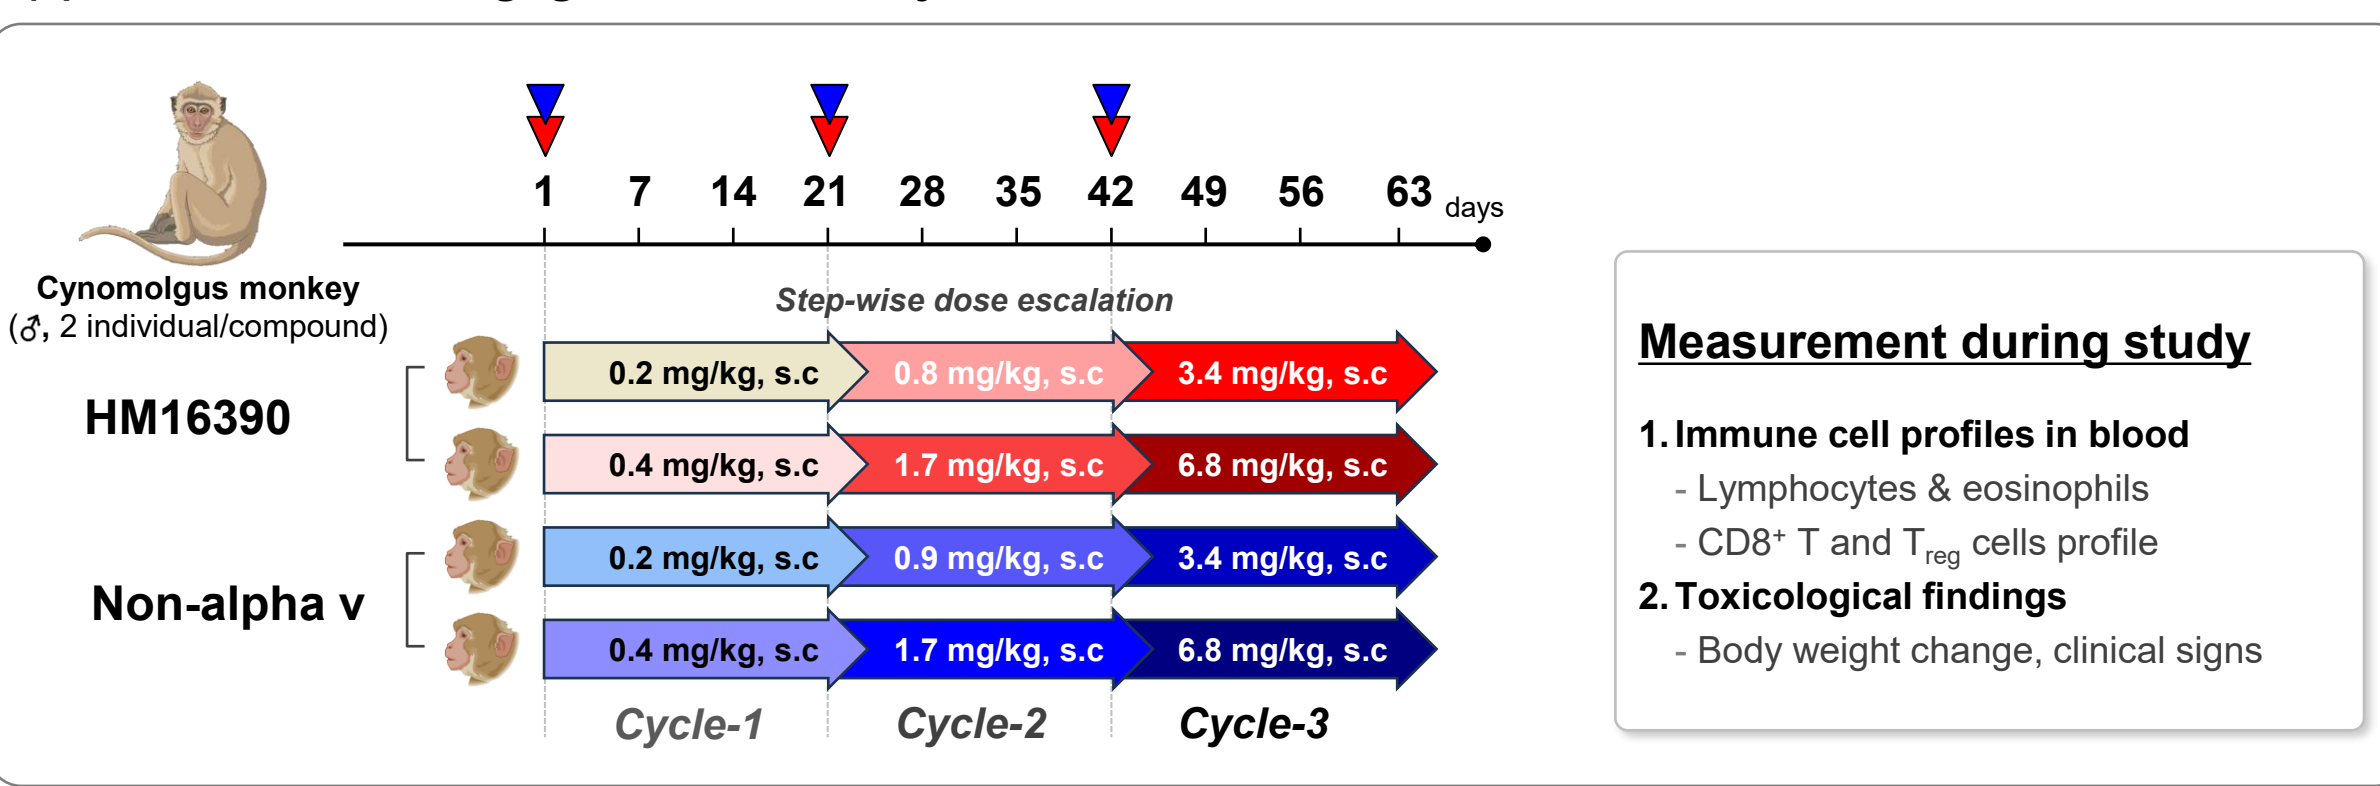 1 7 14 21 28 35 42 49 56 63 days
Cynomolgus monkey
(♂, 2 individual/compound)
Step-wise dose escalation
HM16390
0.2 mg/kg, s.c 0.8 mg/kg, s.c 3.4 mg/kg, s.c
0.4 mg/kg, s.c 1.7 mg/kg, s.c 6.8 mg/kg, s.c
Non-alpha v
0.2 mg/kg, s.c 0.9 mg/kg, s.c 3.4 mg/kg, s.c
0.4 mg/kg, s.c 1.7 mg/kg, s.c 6.8 mg/kg, s.c
Cycle-1 Cycle-2 Cycle-3
Measurement during study
1. Immune cell profiles in blood
- Lymphocytes & eosinophils
- CD8⁺ T and Treg cells profile
2. Toxicological findings
- Body weight change, clinical signs